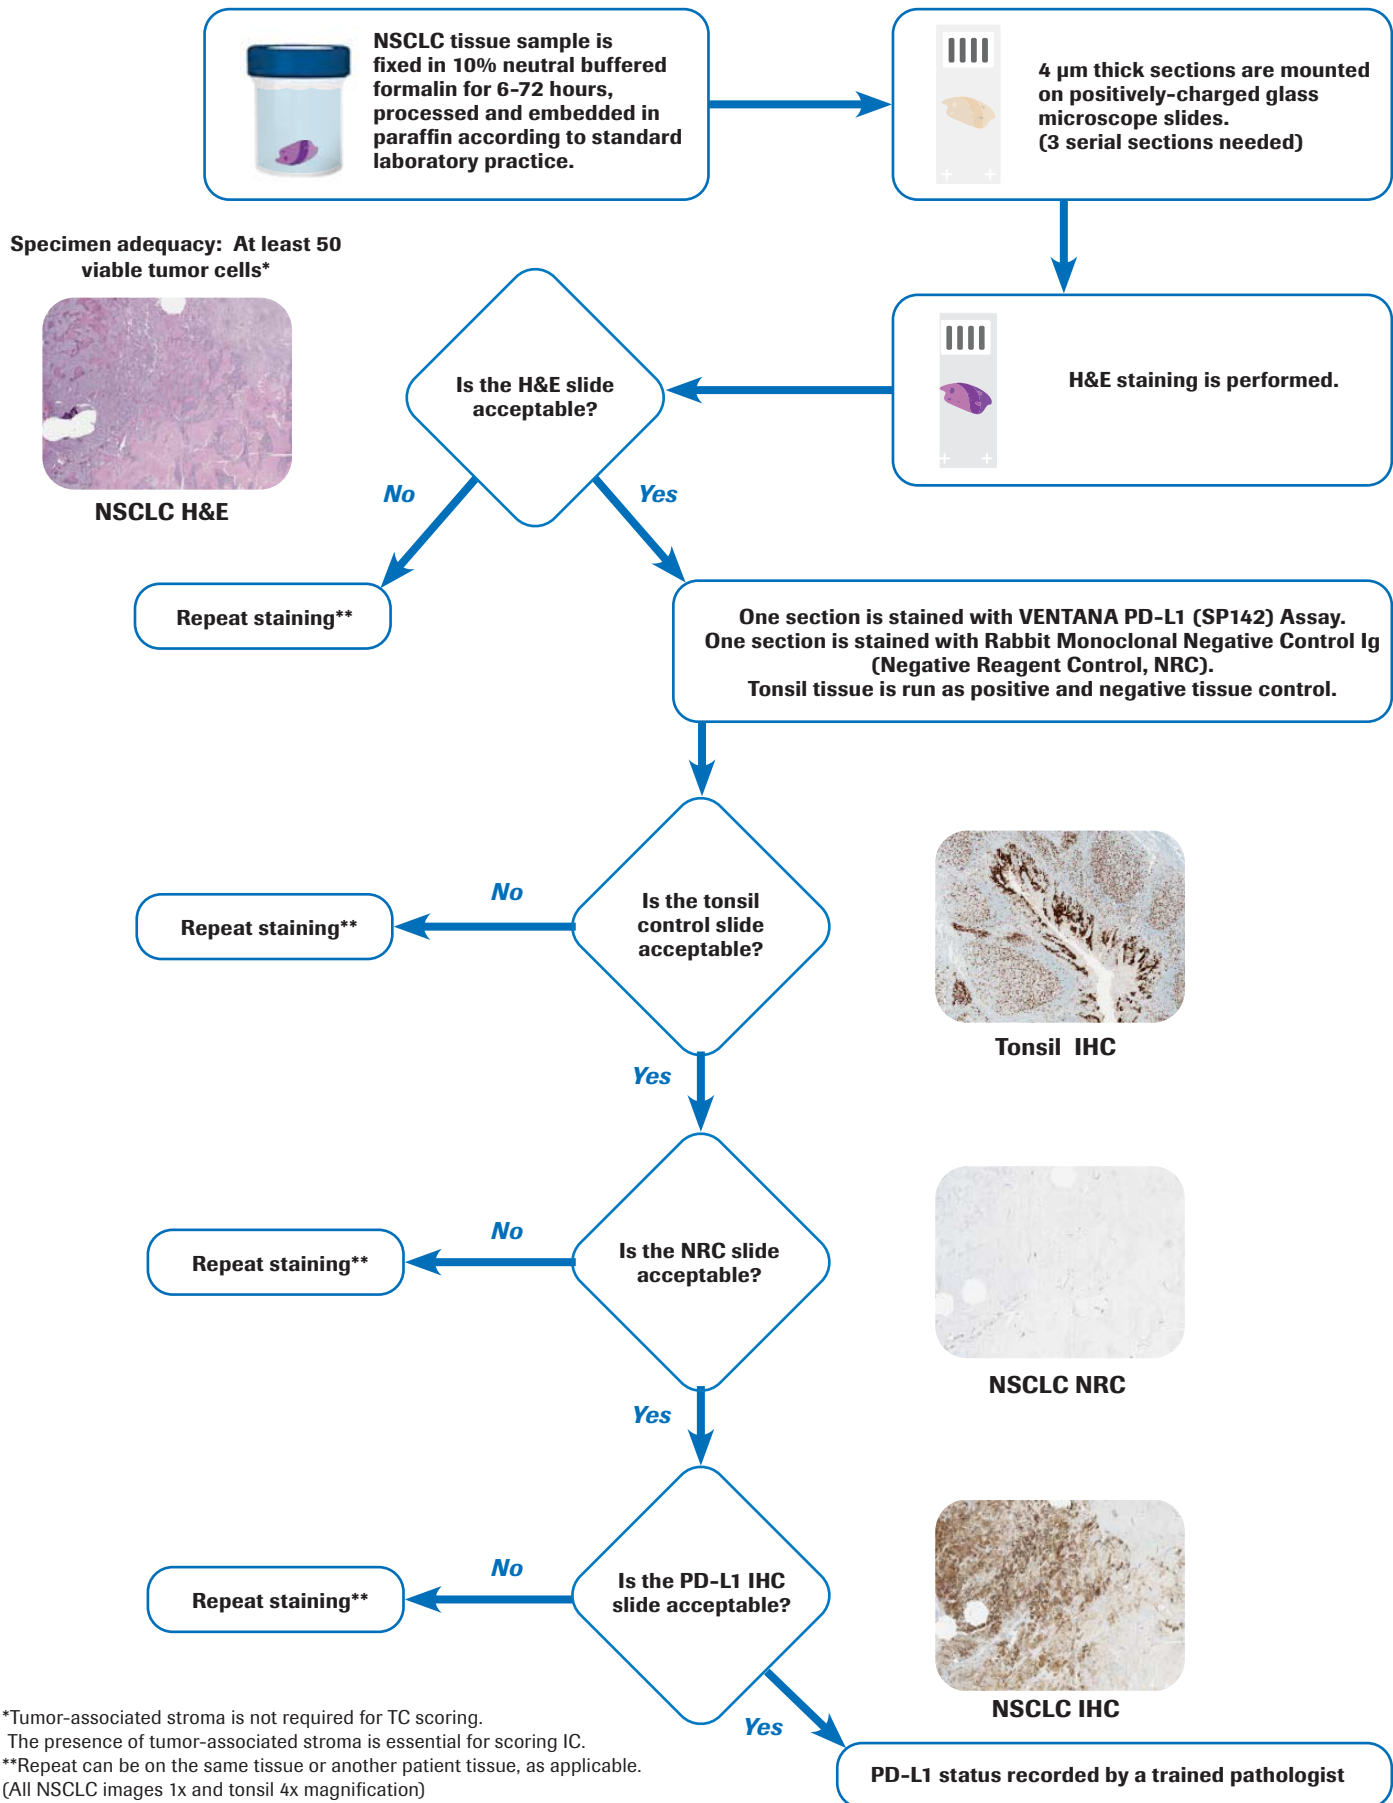 NSCLC tissue sample is
fixed in 10% neutral buffered
formalin for 6-72 hours,
processed and embedded in
paraffin according to standard
laboratory practice.
4 µm thick sections are mounted
on positively-charged glass
microscope slides.
(3 serial sections needed)
Specimen adequacy: At least 50
viable tumor cells*
NSCLC H&E
Is the H&E slide
acceptable?
H&E staining is performed.
No
Yes
Repeat staining**
One section is stained with VENTANA PD-L1 (SP142) Assay.
One section is stained with Rabbit Monoclonal Negative Control Ig
(Negative Reagent Control, NRC).
Tonsil tissue is run as positive and negative tissue control.
Is the tonsil
control slide
acceptable?
No
Repeat staining**
Tonsil IHC
Yes
Is the NRC slide
acceptable?
No
Repeat staining**
NSCLC NRC
Yes
Is the PD-L1 IHC
slide acceptable?
No
Repeat staining**
NSCLC IHC
Yes
PD-L1 status recorded by a trained pathologist
*Tumor-associated stroma is not required for TC scoring.
The presence of tumor-associated stroma is essential for scoring IC.
**Repeat can be on the same tissue or another patient tissue, as applicable.
(All NSCLC images 1x and tonsil 4x magnification)